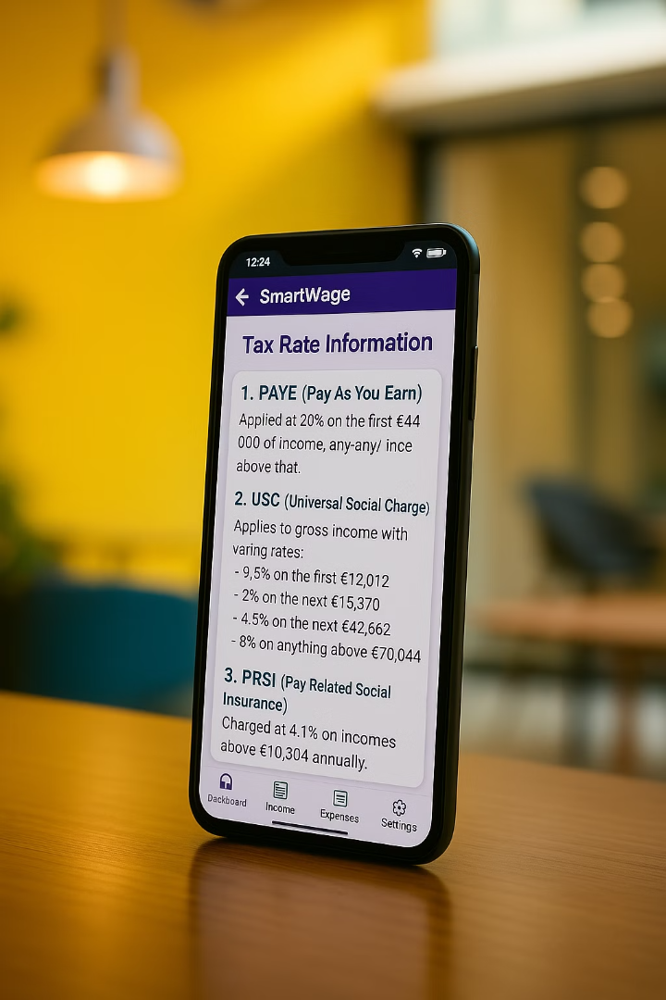 12:24
SmartWage
Tax Rate Information
1. PAYE (Pay As You Earn)
Applied at 20% on the first €44
000 of income, any-any/ ince
above that.
2. USC (Universal Social Charge)
Applies to gross income with
varing rates:
- 9,5% on the first €12,012
- 2% on the next €15,370
- 4.5% on the next €42,662
- 8% on anything above €70,044
3. PRSI (Pay Related Social
Insurance)
Charged at 4.1% on incomes
above €10,304 annually.
Dackboard
Income
Expenses
Settings